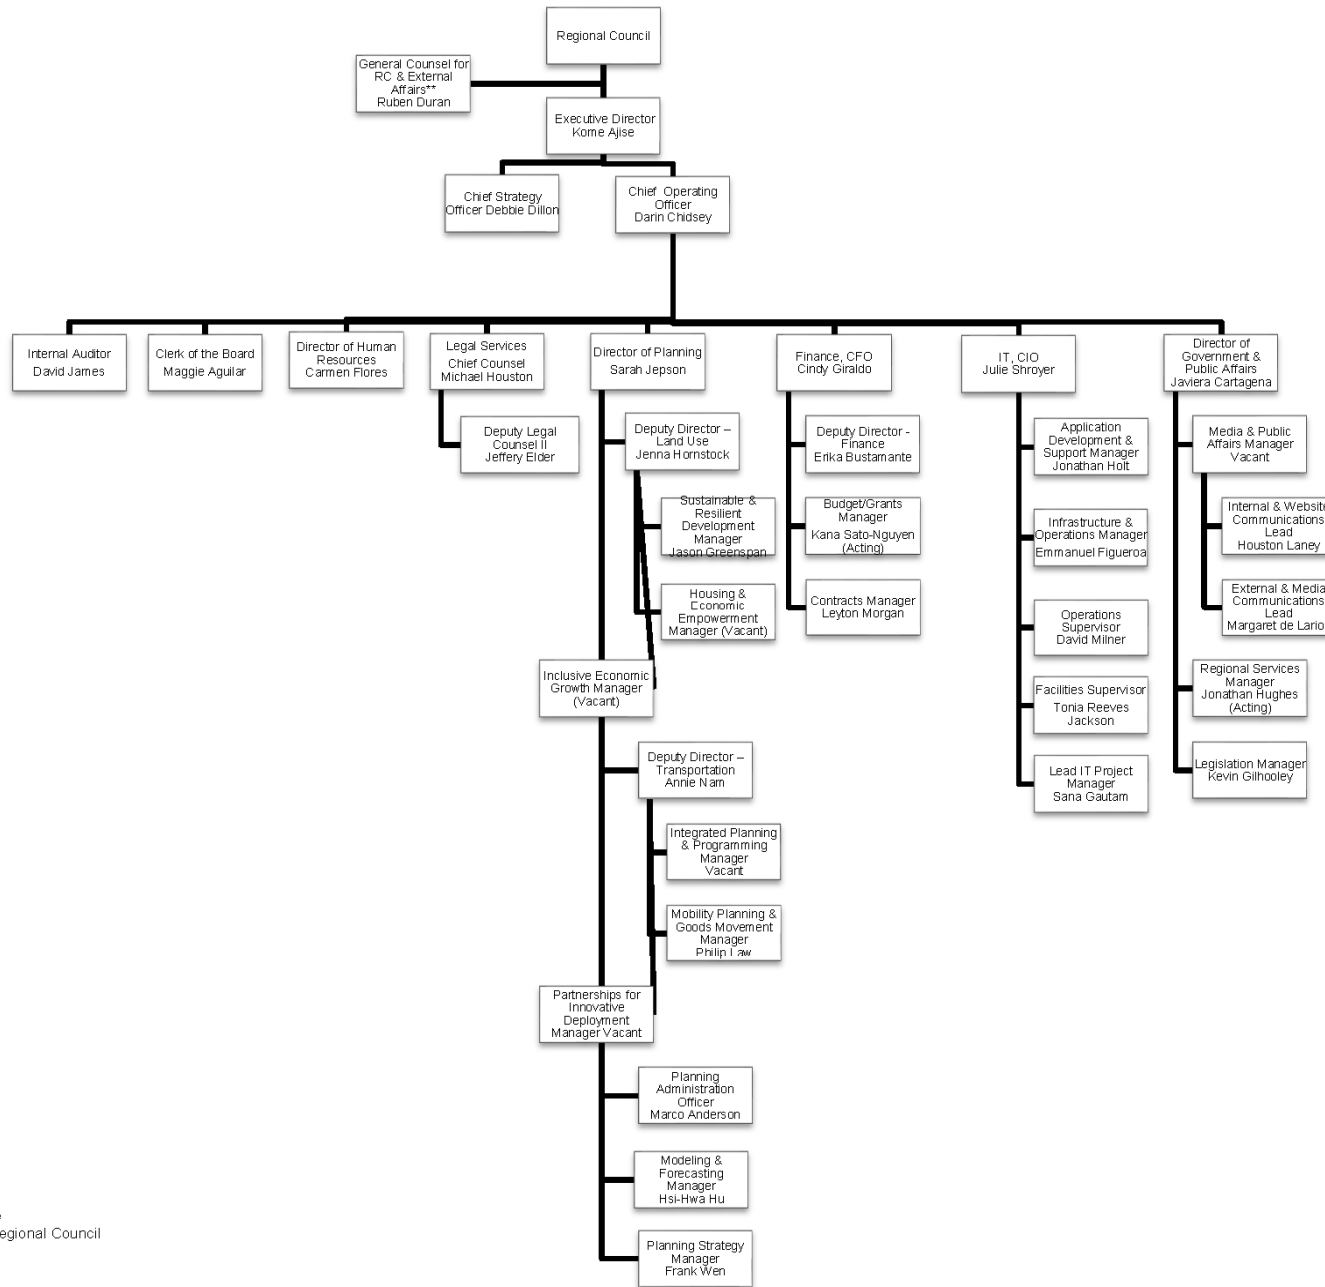 Regional Council
General Counsel for
RC & External
Affairs**
Ruben Duran
Executive Director
Kome Ajise
Chief Strategy
Officer Debbie Dillon
Chief Operating
Officer
Darin Chidsey
Internal Auditor
David James
Clerk of the Board
Maggie Aguilar
Director of Human
Resources
Carmen Flores
Legal Services
Chief Counsel
Michael Houston
Deputy Legal
Counsel II
Jeffery Elder
Director of Planning
Sarah Jepson
Deputy Director –
Land Use
Jenna Hornstock
Sustainable &
Resilient
Development
Manager
Jason Greenspan
Housing &
Economic
Empowerment
Manager (Vacant)
Inclusive Economic
Growth Manager
(Vacant)
Deputy Director –
Transportation
Annie Nam
Integrated Planning
& Programming
Manager
Vacant
Mobility Planning &
Goods Movement
Manager
Philip Law
Partnerships for
Innovative
Deployment
Manager Vacant
Planning
Administration
Officer
Marco Anderson
Modeling &
Forecasting
Manager
Hsi-Hwa Hu
Planning Strategy
Manager
Frank Wen
Finance, CFO
Cindy Giraldo
Deputy Director -
Finance
Erika Bustamante
Budget/Grants
Manager
Kana Sato-Nguyen
(Acting)
Contracts Manager
Leyton Morgan
IT, CIO
Julie Shroyer
Application
Development &
Support Manager
Jonathan Holt
Infrastructure &
Operations Manager
Emmanuel Figueroa
Operations
Supervisor
David Milner
Facilities Supervisor
Tonia Reeves
Jackson
Lead IT Project
Manager
Sana Gautam
Director of
Government &
Public Affairs
Javiera Cartagena
Media & Public
Affairs Manager
Vacant
Internal & Website
Communications
Lead
Houston Laney
External & Media
Communications
Lead
Margaret de Lario
Regional Services
Manager
Jonathan Hughes
(Acting)
Legislation Manager
Kevin Gilhooley
egional Council